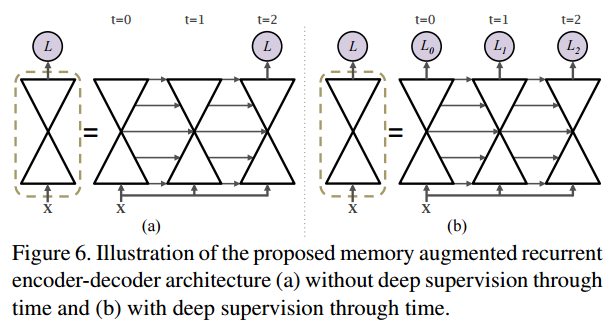 t=0 t=1 t=2 t=0 t=1 t=2
L L L L0 L1 L2
= =
X X X X
(a) (b)
Figure 6. Illustration of the proposed memory augmented recurrent
encoder-decoder architecture (a) without deep supervision through
time and (b) with deep supervision through time.